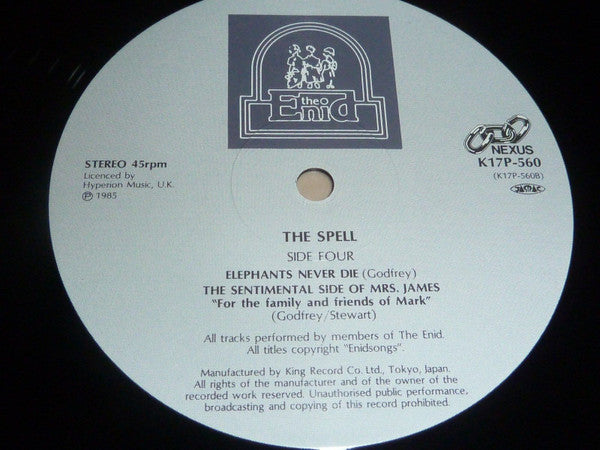 the
Enid
NEXUS
STEREO 45rpm
K17P-560
Licenced by
Hyperion Music, U.K.
℗ 1985
(K17P-560B)
JASRAC
THE SPELL
SIDE FOUR
ELEPHANTS NEVER DIE (Godfrey)
THE SENTIMENTAL SIDE OF MRS. JAMES
"For the family and friends of Mark"
(Godfrey/Stewart)
All tracks performed by members of The Enid.
All titles copyright "Enidsongs".
Manufactured by King Record Co. Ltd., Tokyo, Japan.
All rights of the manufacturer and of the owner of the
recorded work reserved. Unauthorised public performance,
broadcasting and copying of this record prohibited.